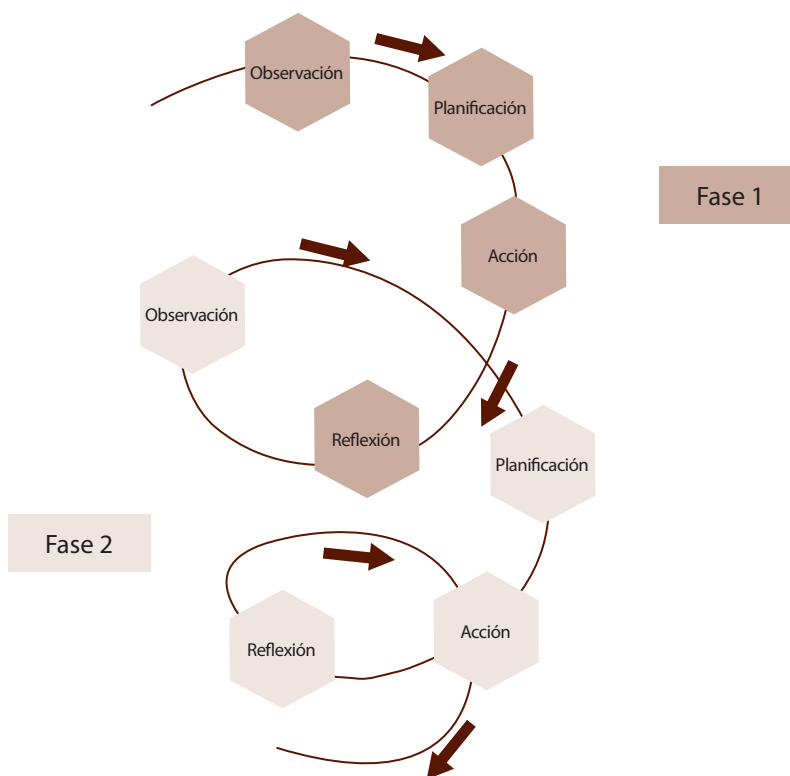 Observación
Planificación
Fase 1
Acción
Observación
Reflexión
Planificación
Fase 2
Acción
Reflexión